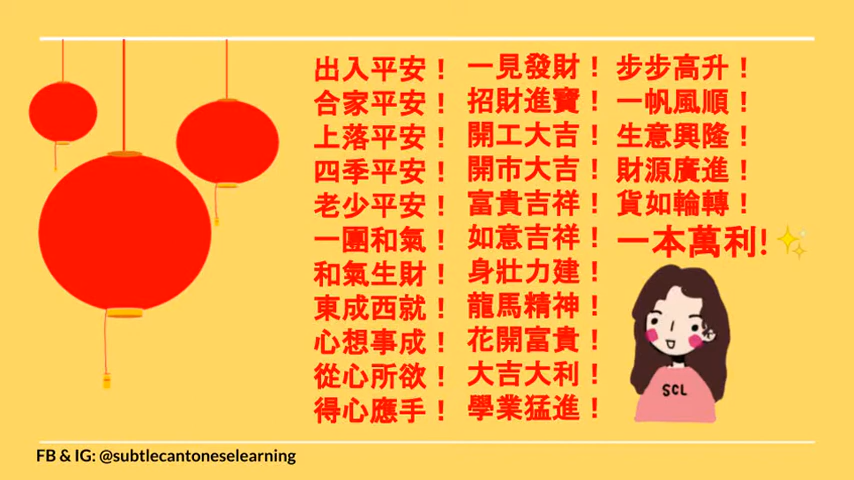 出入平安！
合家平安！
上落平安！
四季平安！
老少平安！
一團和氣！
和氣生財！
東成西就！
心想事成！
從心所欲！
得心應手！
一見發財！
招財進寶！
開工大吉！
開市大吉！
富貴吉祥！
如意吉祥！
身壯力建！
龍馬精神！
花開富貴！
大吉大利！
學業猛進！
步步高升！
一帆風順！
生意興隆！
財源廣進！
貨如輪轉！
一本萬利!
SCL
FB & IG: @subtlecantoneselearning